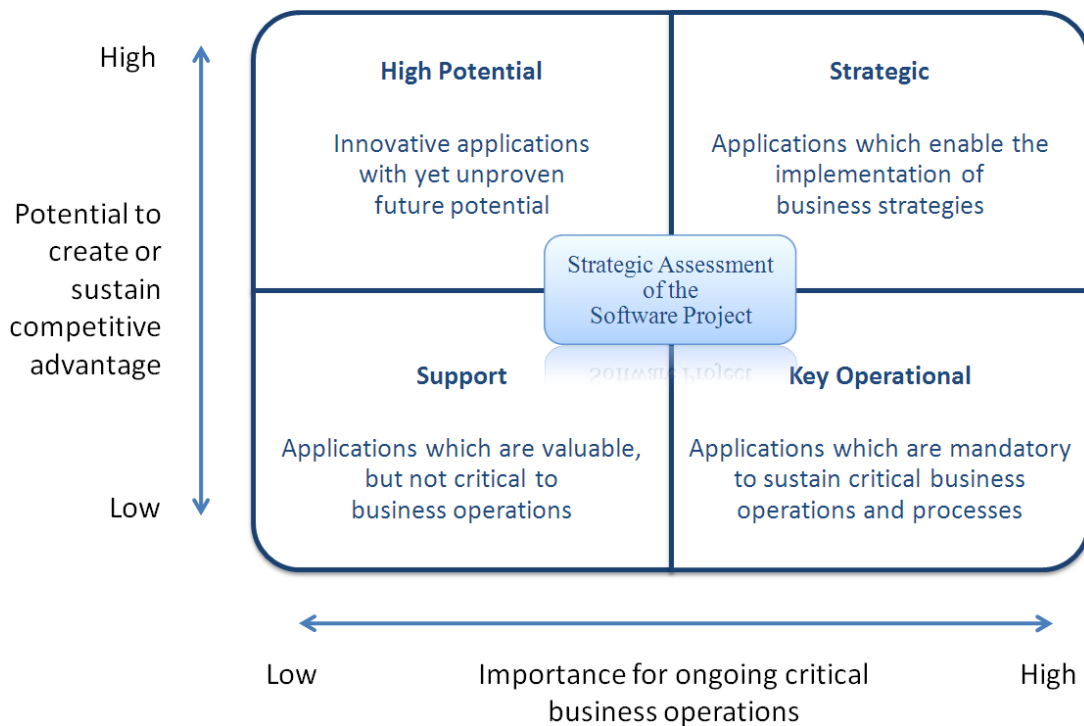 High
Potential to
create or
sustain
competitive
advantage
Low
High Potential
Innovative applications
with yet unproven
future potential
Strategic
Applications which enable the
implementation of
business strategies
Strategic Assessment
of the
Software Project
Software Project
Support
Applications which are valuable,
but not critical to
business operations
Key Operational
Applications which are mandatory
to sustain critical business
operations and processes
Low
Importance for ongoing critical
business operations
High